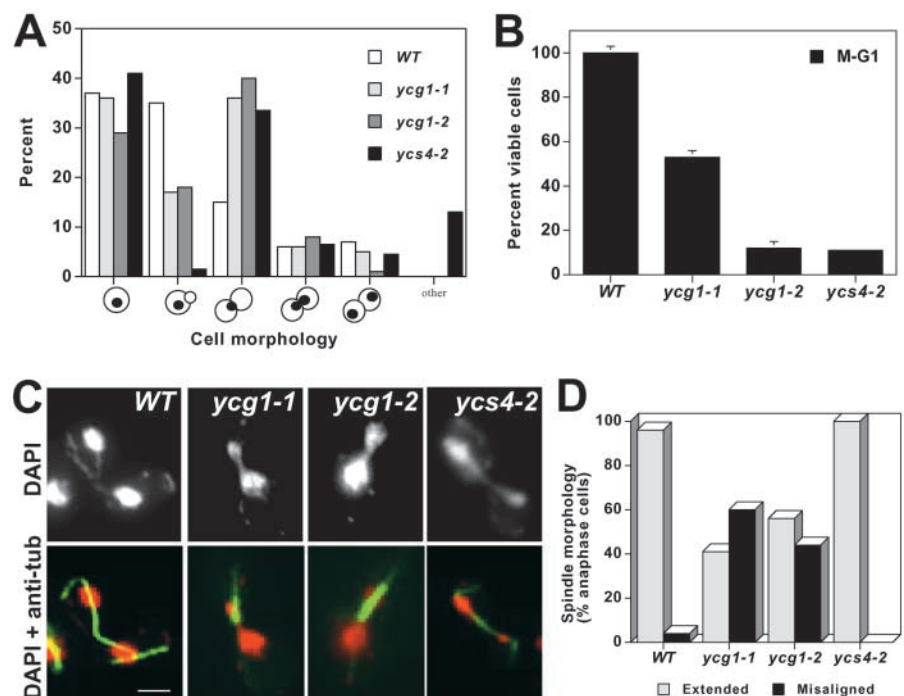 A
50
40
30
20
10
0
Percent
WT
ycg1-1
ycg1-2
ycs4-2
other
Cell morphology
B
100
80
60
40
20
0
Percent viable cells
M-G1
WT ycg1-1 ycg1-2 ycs4-2
C
WT ycg1-1 ycg1-2 ycs4-2
DAPI
DAPI + anti-tub
D
100
80
60
40
20
0
Spindle morphology
(% anaphase cells)
WT ycg1-1 ycg1-2 ycs4-2
Extended Misaligned